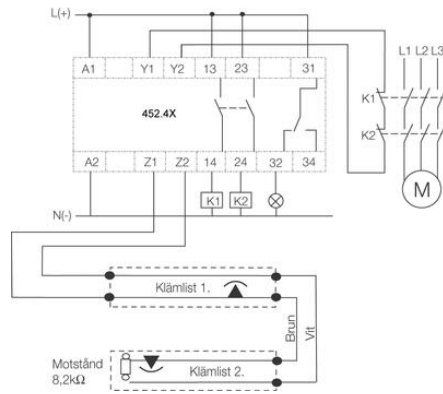 L(+)
L1 L2 L3
A1 Y1 Y2 13 23 31
K1
452.4X
K2
A2 Z1 Z2 14 24 32 34
K1 K2
M
N(-)
Klämlist 1.
Brun
Vit
Motstånd
8,2kΩ
Klämlist 2.